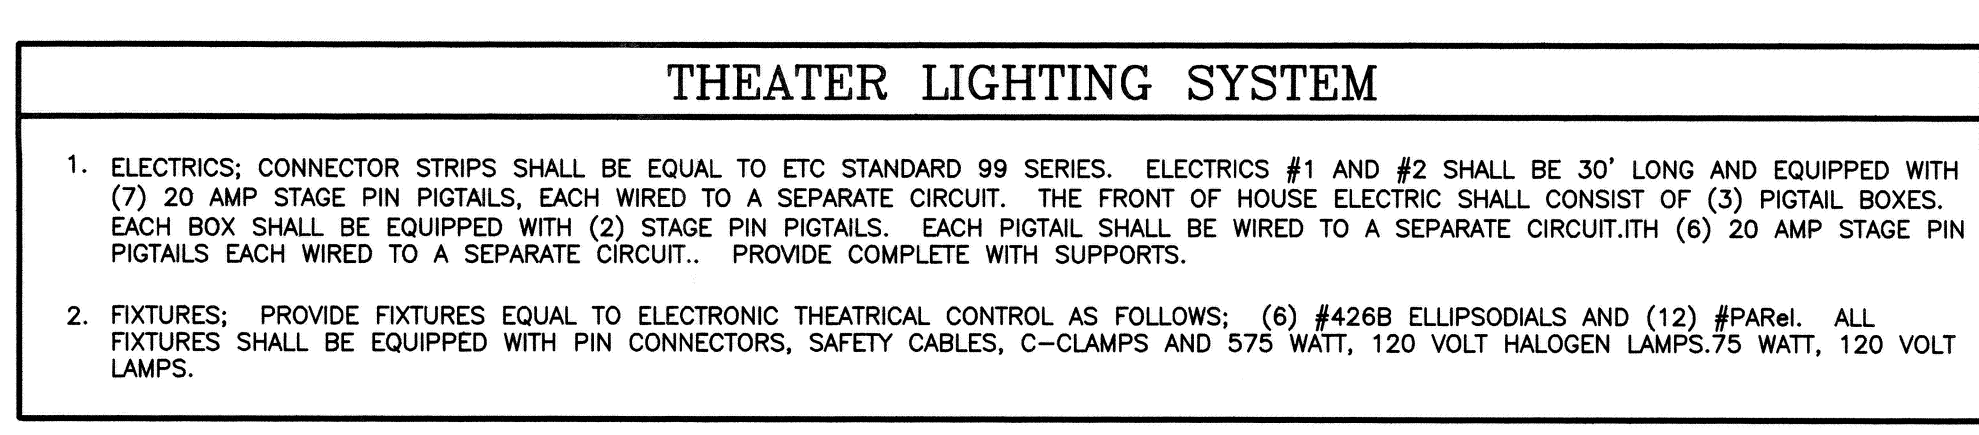 THEATER LIGHTING SYSTEM
1. ELECTRICS; CONNECTOR STRIPS SHALL BE EQUAL TO ETC STANDARD 99 SERIES. ELECTRICS #1 AND #2 SHALL BE 30' LONG AND EQUIPPED WITH
(7) 20 AMP STAGE PIN PIGTAILS, EACH WIRED TO A SEPARATE CIRCUIT. THE FRONT OF HOUSE ELECTRIC SHALL CONSIST OF (3) PIGTAIL BOXES.
EACH BOX SHALL BE EQUIPPED WITH (2) STAGE PIN PIGTAILS. EACH PIGTAIL SHALL BE WIRED TO A SEPARATE CIRCUIT.ITH (6) 20 AMP STAGE PIN
PIGTAILS EACH WIRED TO A SEPARATE CIRCUIT.. PROVIDE COMPLETE WITH SUPPORTS.
2. FIXTURES; PROVIDE FIXTURES EQUAL TO ELECTRONIC THEATRICAL CONTROL AS FOLLOWS; (6) #426B ELLIPSODIALS AND (12) #PARel. ALL
FIXTURES SHALL BE EQUIPPED WITH PIN CONNECTORS, SAFETY CABLES, C-CLAMPS AND 575 WATT, 120 VOLT HALOGEN LAMPS.75 WATT, 120 VOLT
LAMPS.